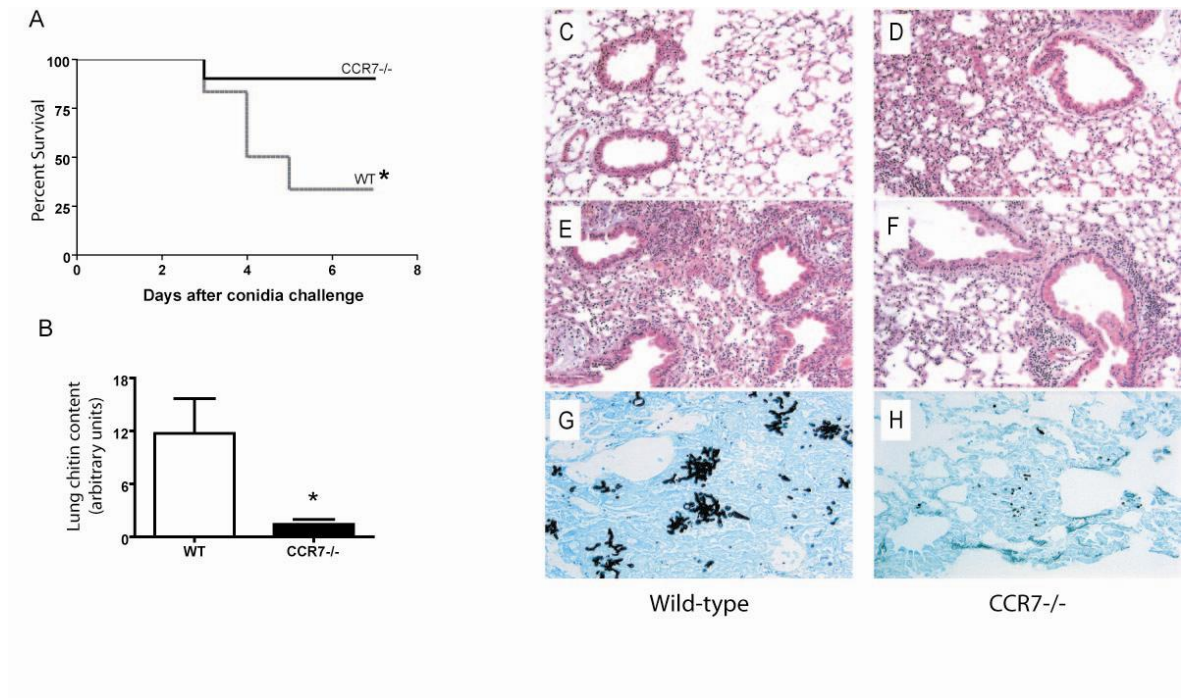 A
100
75
50
25
0
Percent Survival
CCR7-/-
WT *
0 2 4 6 8
Days after conidia challenge
B
18
12
6
0
Lung chitin content
(arbitrary units)
*
WT CCR7-/-
C
D
E
F
G
H
Wild-type
CCR7-/-